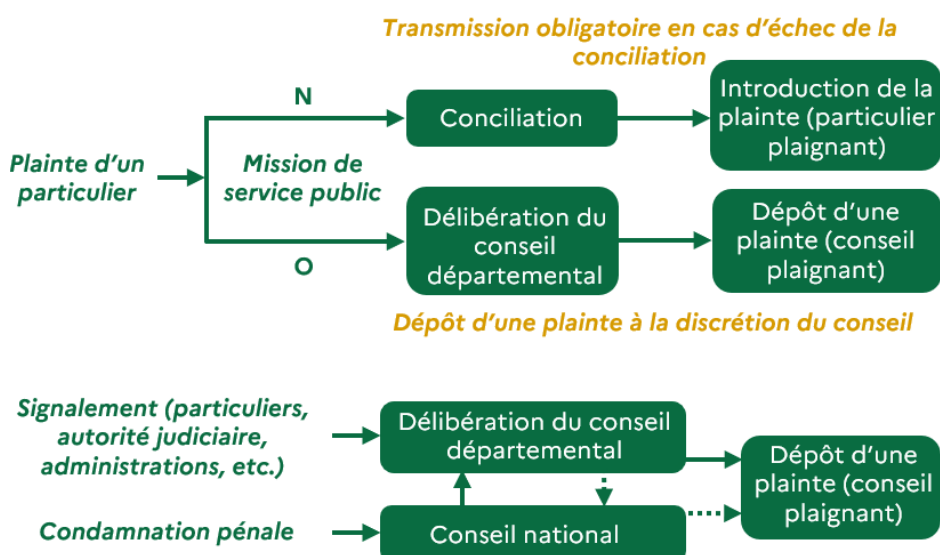 Transmission obligatoire en cas d’échec de la
conciliation
N
Conciliation
Introduction de la
plainte (particulier
plaignant)
Plainte d’un
particulier
Mission de
service public
O
Délibération du
conseil
départemental
Dépôt d’une
plainte (conseil
plaignant)
Dépôt d’une plainte à la discrétion du conseil
Signalement (particuliers,
autorité judiciaire,
administrations, etc.)
Délibération du conseil
départemental
Dépôt d’une
plainte (conseil
plaignant)
Condamnation pénale
Conseil national